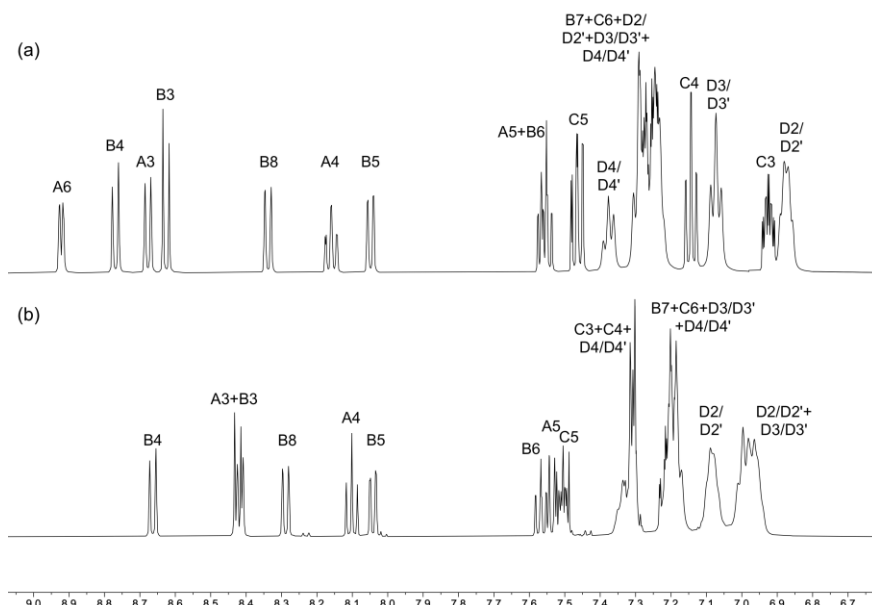 (a)
A6
B4
A3
B3
B8
A4
B5
A5+B6
C5
D4/
D4'
B7+C6+D2/
D2'+D3/D3'+
D4/D4'
C4
D3/
D3'
C3
D2/
D2'
(b)
B4
A3+B3
B8
A4
B5
B6
A5
C5
C3+C4+
D4/D4'
B7+C6+D3/D3'
+D4/D4'
D2/
D2'
D2/D2'+
D3/D3'
9.0 8.9 8.8 8.7 8.6 8.5 8.4 8.3 8.2 8.1 8.0 7.9 7.8 7.7 7.6 7.5 7.4 7.3 7.2 7.1 7.0 6.9 6.8 6.7